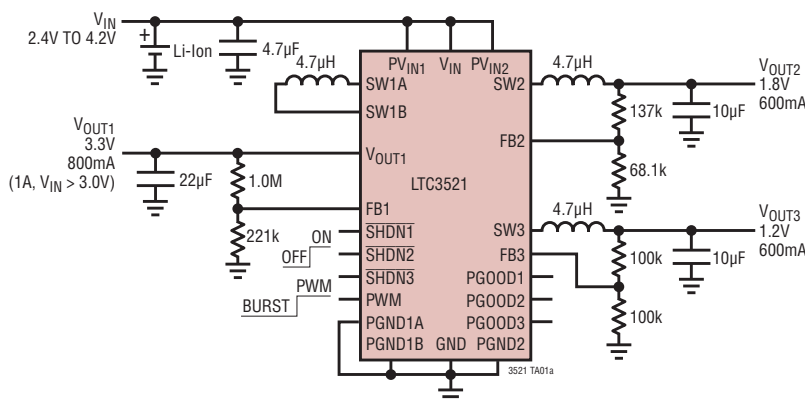 VIN
2.4V TO 4.2V
+
Li-Ion
4.7µF
4.7µH
PVIN1
VIN
PVIN2
SW1A
SW1B
SW2
4.7µH
VOUT2
1.8V
600mA
137k
10µF
FB2
68.1k
VOUT1
3.3V
800mA
(1A, VIN > 3.0V)
22µF
1.0M
221k
VOUT1
LTC3521
FB1
SHDN1
SHDN2
SHDN3
PWM
PGND1A
PGND1B
GND
PGND2
ON
OFF
PWM
BURST
SW3
4.7µH
VOUT3
1.2V
600mA
FB3
100k
10µF
100k
PGOOD1
PGOOD2
PGOOD3
3521 TA01a